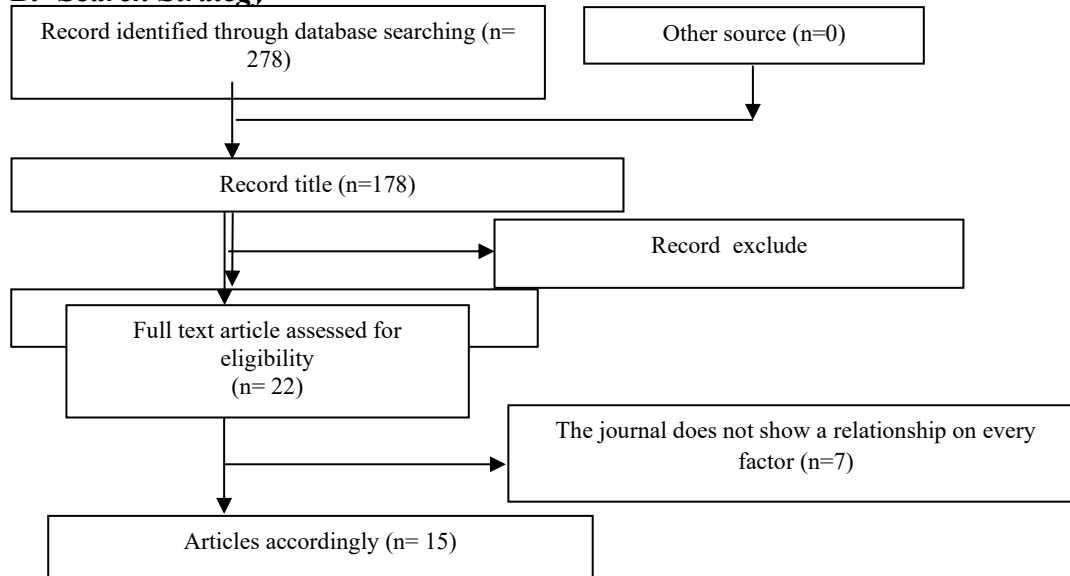 Record identified through database searching (n=
278)
Other source (n=0)
Record title (n=178)
Record  exclude
Full text article assessed for
eligibility
(n= 22)
The journal does not show a relationship on every
factor (n=7)
Articles accordingly (n= 15)